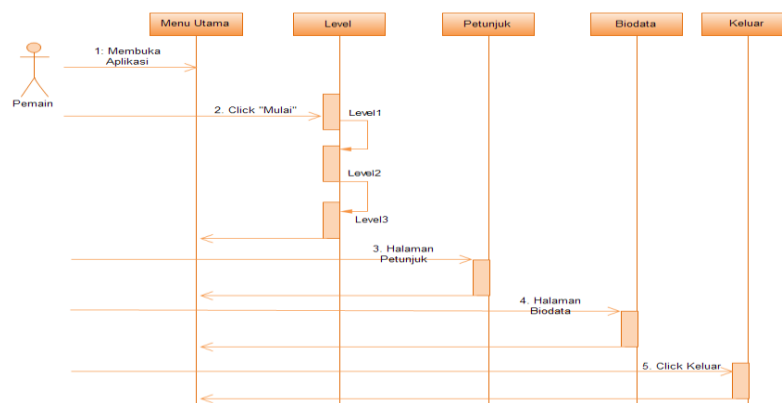 Menu Utama
Level
Petunjuk
Biodata
Keluar
1: Membuka
Aplikasi
Pemain
2. Click "Mulai"
Level1
Level2
Level3
3. Halaman
Petunjuk
4. Halaman
Biodata
5. Click Keluar